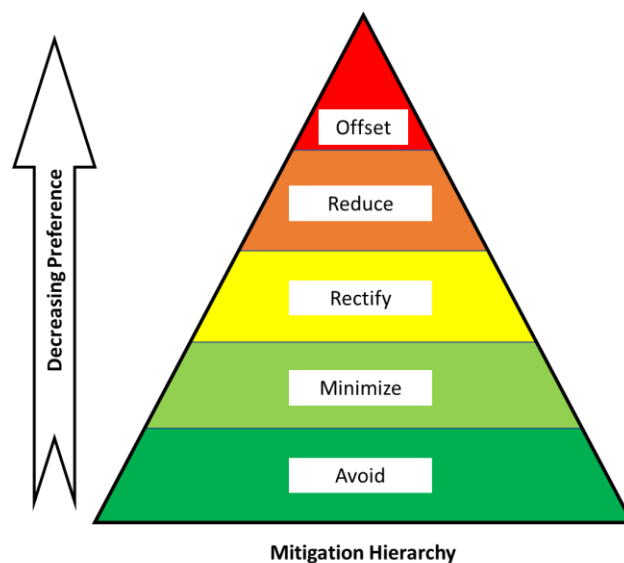 Offset
Reduce
Rectify
Minimize
Avoid
Decreasing Preference
Mitigation Hierarchy